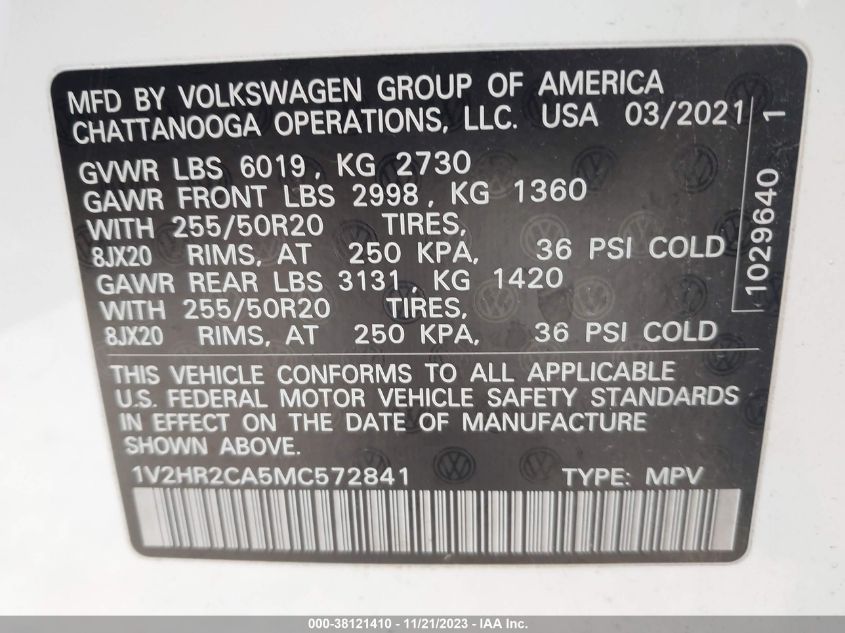 MFD BY VOLKSWAGEN GROUP OF AMERICA
CHATTANOOGA OPERATIONS, LLC. USA 03/2021
GVWR LBS 6019, KG 2730
GAWR FRONT LBS 2998, KG 1360
WITH 255/50R20 TIRES,
8JX20 RIMS, AT 250 KPA, 36 PSI COLD
GAWR REAR LBS 3131, KG 1420
WITH 255/50R20 TIRES,
8JX20 RIMS, AT 250 KPA, 36 PSI COLD
1029640 1
THIS VEHICLE CONFORMS TO ALL APPLICABLE
U.S. FEDERAL MOTOR VEHICLE SAFETY STANDARDS
IN EFFECT ON THE DATE OF MANUFACTURE
SHOWN ABOVE.
1V2HR2CA5MC572841 TYPE: MPV
000-38121410 - 11/21/2023 - IAA Inc.